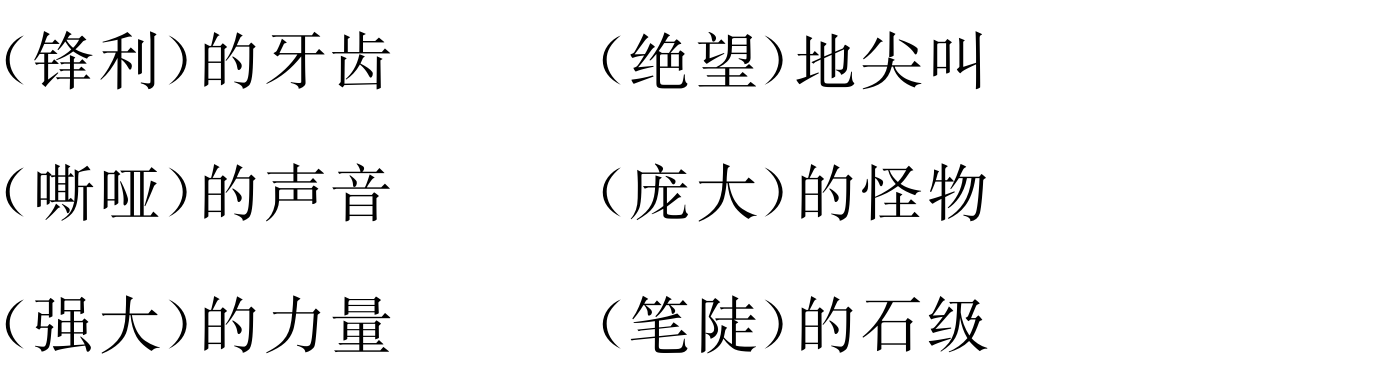 （锋利）的牙齿　　　（绝望）地尖叫
（嘶哑）的声音　　　（庞大）的怪物
（强大）的力量　　　（笔陡）的石级